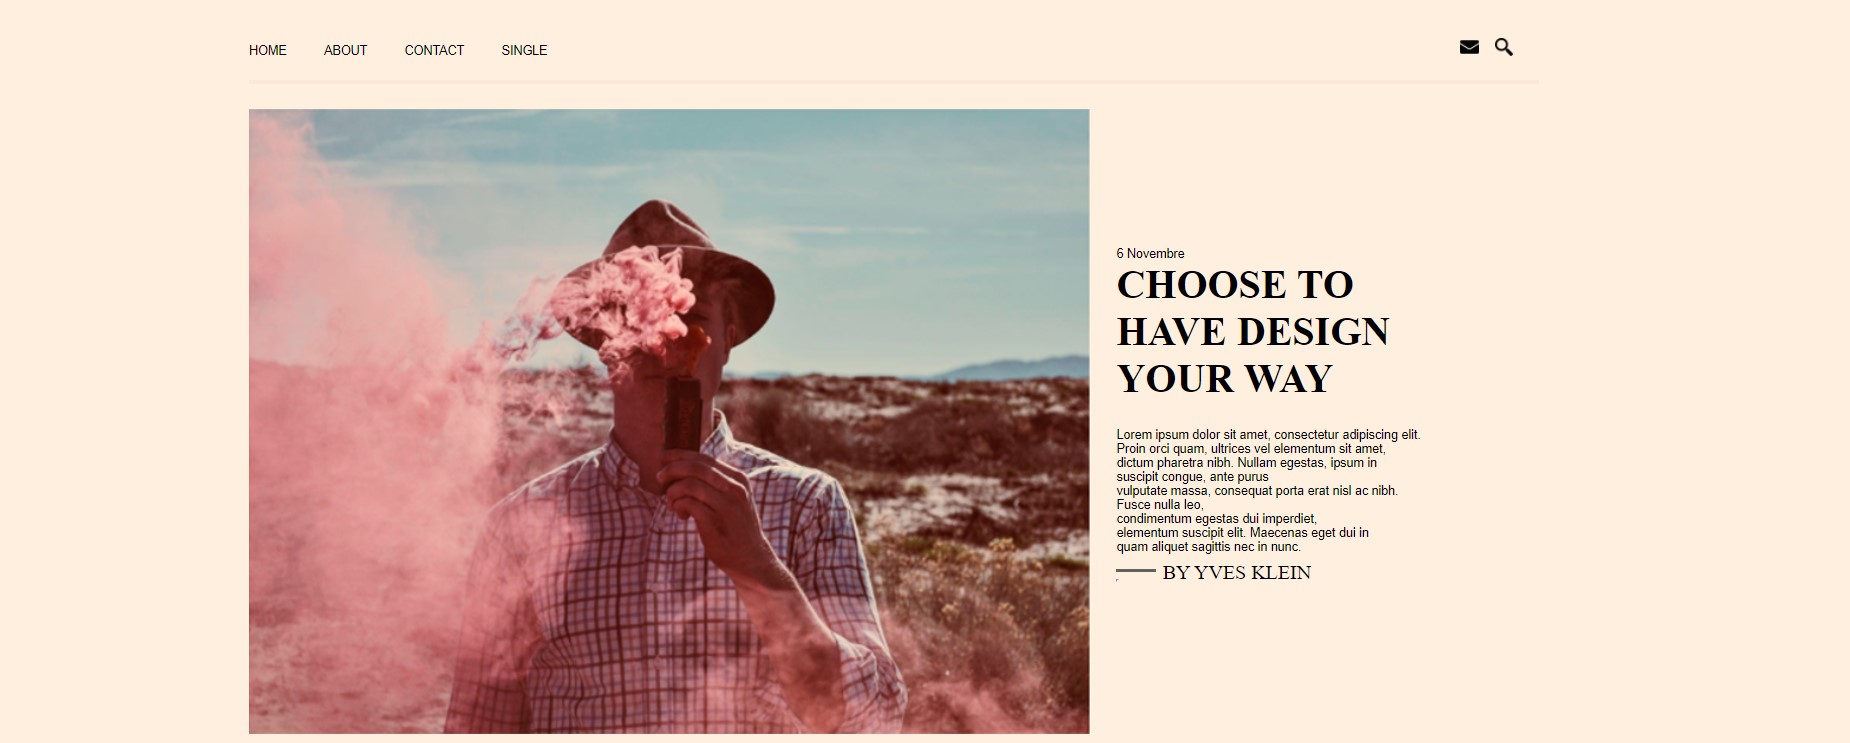 HOME ABOUT CONTACT SINGLE
6 Novembre
CHOOSE TO
HAVE DESIGN
YOUR WAY
Lorem ipsum dolor sit amet, consectetur adipiscing elit.
Proin orci quam, ultrices vel elementum sit amet,
dictum pharetra nibh. Nullam egestas, ipsum in
suscipit congue, ante purus
vulputate massa, consequat porta erat nisl ac nibh.
Fusce nulla leo,
condimentum egestas dui imperdiet,
elementum suscipit elit. Maecenas eget dui in
quam aliquet sagittis nec in nunc.
BY YVES KLEIN